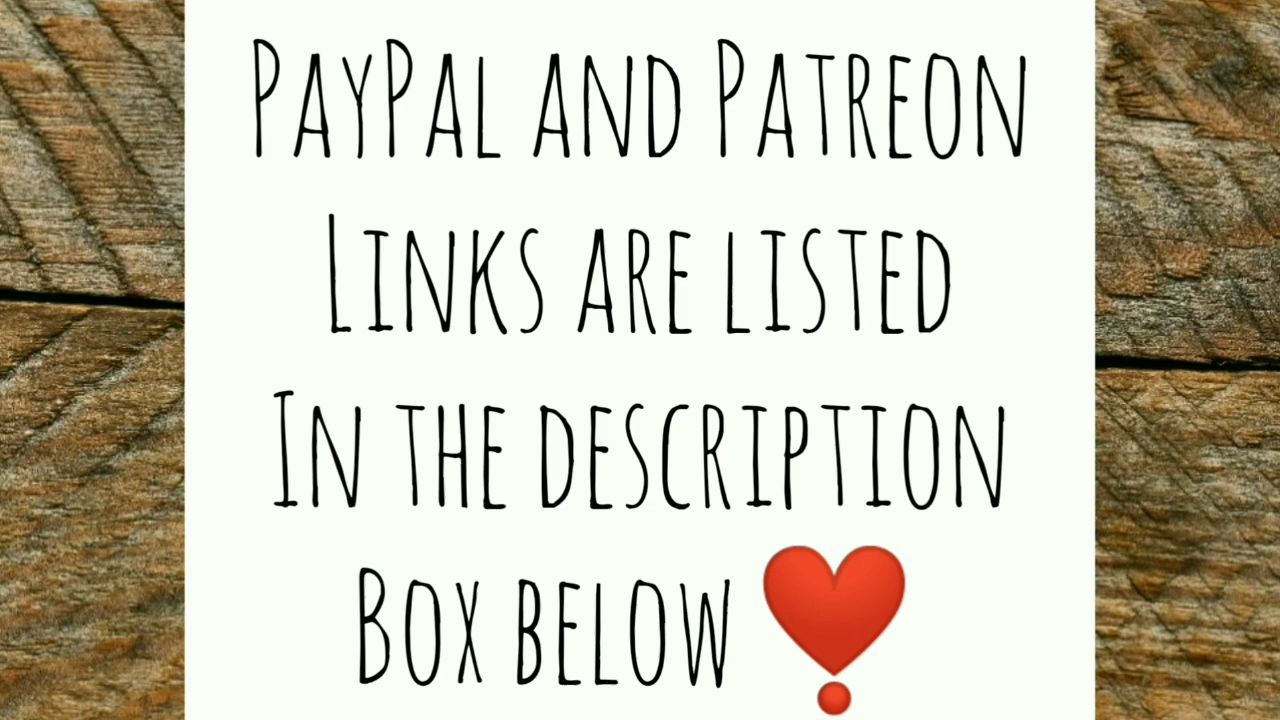 PayPal and Patreon
Links are listed
In the description
Box below ❣